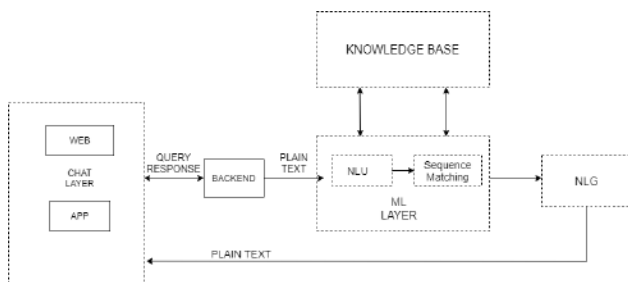 KNOWLEDGE BASE
WEB
CHAT
LAYER
APP
QUERY
RESPONSE
BACKEND
PLAIN
TEXT
NLU
Sequence
Matching
ML
LAYER
NLG
PLAIN TEXT